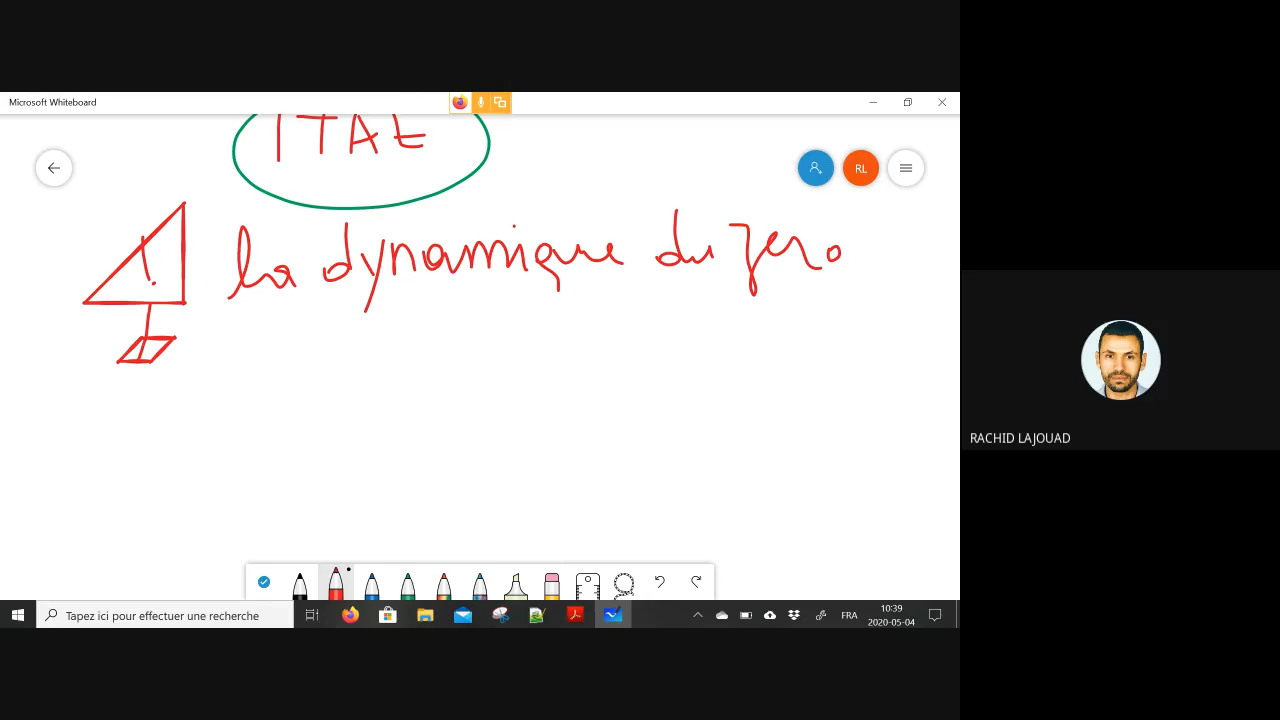 Microsoft Whiteboard
ITAE
RL
! la dynamique du zero
RACHID LAJOUAD
Tapez ici pour effectuer une recherche
FRA
10:39
2020-05-04